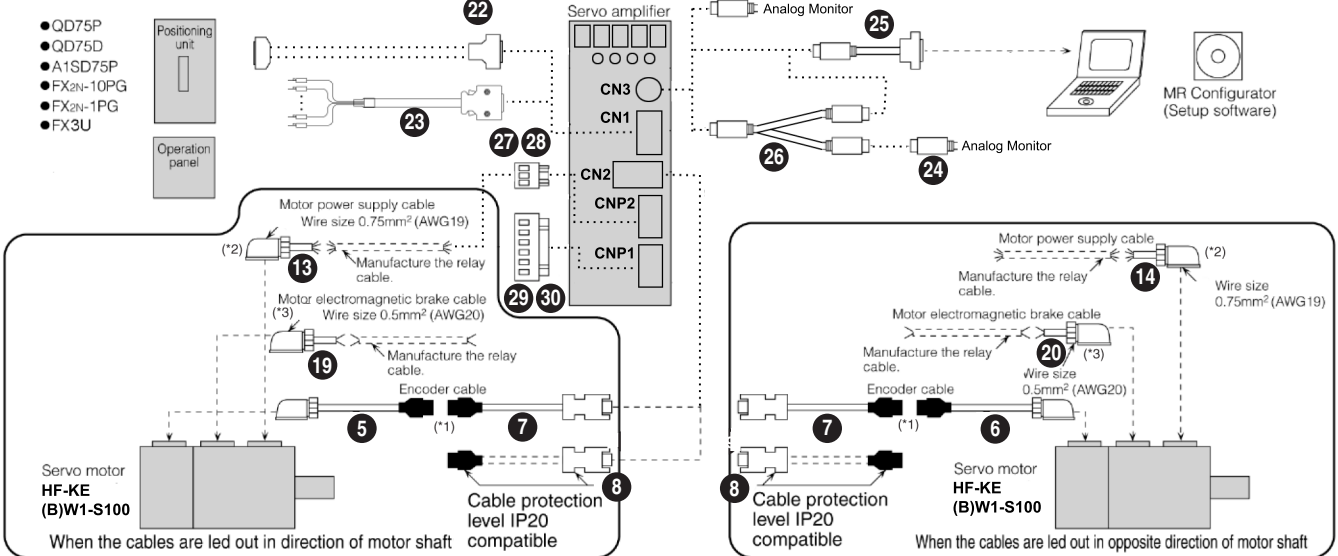 ●QD75P
●QD75D
●A1SD75P
●FX2N-10PG
●FX2N-1PG
●FX3U
Positioning
unit
Operation
panel
22
23
Servo amplifier
CN3
CN1
CN2
CNP2
CNP1
27 28
29 30
Analog Monitor
25
26
24
Analog Monitor
MR Configurator
(Setup software)
Motor power supply cable
Wire size 0.75mm² (AWG19)
(*2)
13
Manufacture the relay
cable.
Motor electromagnetic brake cable
(*3)
Wire size 0.5mm² (AWG20)
19
Manufacture the relay
cable.
Encoder cable
5
(*1)
7
8
Servo motor
HF-KE
(B)W1-S100
Cable protection
level IP20
compatible
When the cables are led out in direction of motor shaft
Motor power supply cable
(*2)
14
Manufacture the relay
cable.
Wire size
0.75mm² (AWG19)
Motor electromagnetic brake cable
20
(*3)
Manufacture the relay
cable.
Wire size
0.5mm² (AWG20)
Encoder cable
7
(*1)
6
8
Cable protection
level IP20
compatible
Servo motor
HF-KE
(B)W1-S100
When the cables are led out in opposite direction of motor shaft